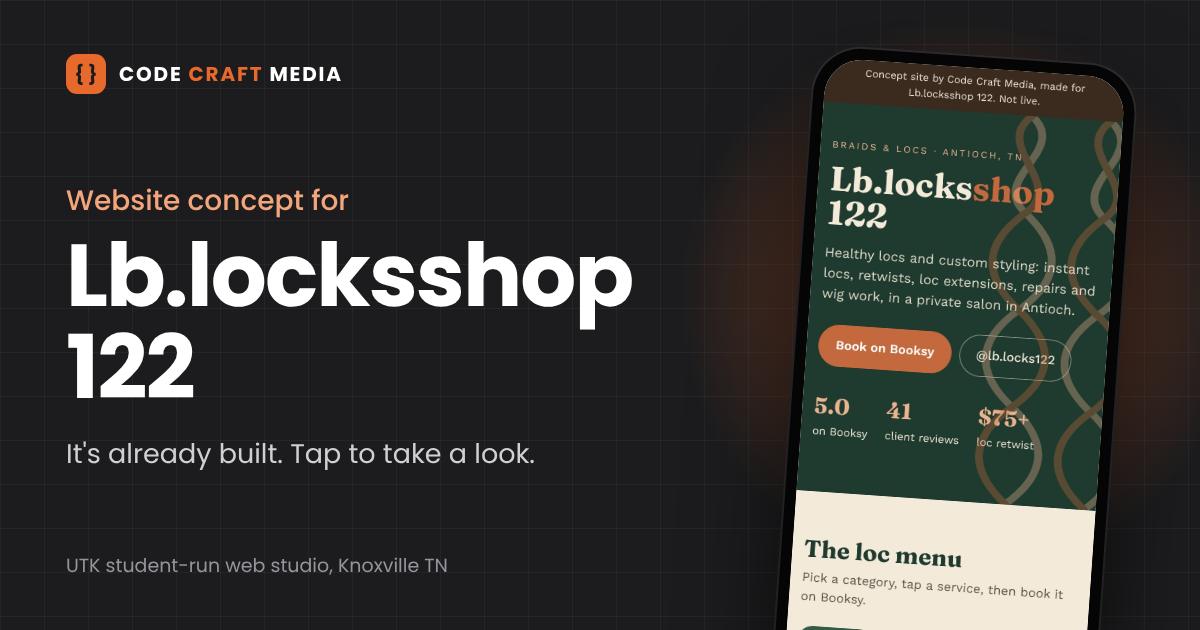 { } CODE CRAFT MEDIA
Website concept for
Lb.locksshop
122
It's already built. Tap to take a look.
UTK student-run web studio, Knoxville TN
Concept site by Code Craft Media, made for
Lb.locksshop 122. Not live.
BRAIDS & LOCS · ANTIOCH, TN
Lb.locksshop
122
Healthy locs and custom styling: instant
locs, retwists, loc extensions, repairs and
wig work, in a private salon in Antioch.
Book on Booksy
@lb.locks122
5.0 41 $75+
on Booksy client reviews loc retwist
The loc menu
Pick a category, tap a service, then book it
on Booksy.